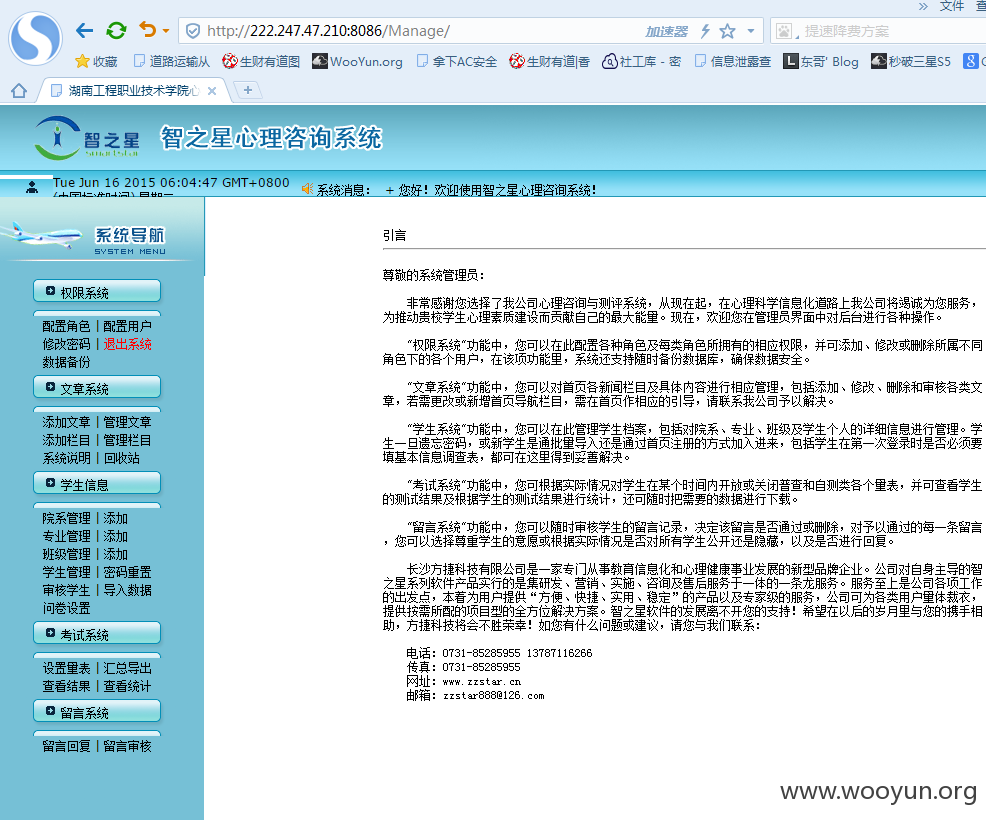 » 文件 查
http://222.247.47.210:8086/Manage/ 加速器 提速降费方案
收藏 道路运输从 生财有道图 WooYun.org 拿下AC安全 生财有道|香 社工库 - 密 信息泄露查 L 东哥' Blog 秒破三星S5 8
湖南工程职业技术学院心 × +
智之星 智之星心理咨询系统
Tue Jun 16 2015 06:04:47 GMT+0800
系统消息： + 您好！欢迎使用智之星心理咨询系统！
系统导航
SYSTEM MENU
权限系统
配置角色 | 配置用户
修改密码 | 退出系统
数据备份
文章系统
添加文章 | 管理文章
添加栏目 | 管理栏目
系统说明 | 回收站
学生信息
院系管理 | 添加
专业管理 | 添加
班级管理 | 添加
学生管理 | 密码重置
审核学生 | 导入数据
问卷设置
考试系统
设置量表 | 汇总导出
查看结果 | 查看统计
留言系统
留言回复 | 留言审核
引言
尊敬的系统管理员：
非常感谢您选择了我公司心理咨询与测评系统，从现在起，在心理科学信息化道路上我公司将竭诚为您服务，
为推动贵校学生心理素质建设而贡献自己的最大能量。现在，欢迎您在管理员界面中对后台进行各种操作。
“权限系统”功能中，您可以在此配置各种角色及每类角色所拥有的相应权限，并可添加、修改或删除所属不同
角色下的各个用户，在该项功能里，系统还支持随时备份数据库，确保数据安全。
“文章系统”功能中，您可以对首页各新闻栏目及具体内容进行相应管理，包括添加、修改、删除和审核各类文
章，若需更改或新增首页导航栏目，需在首页作相应的引导，请联系我公司予以解决。
“学生系统”功能中，您可以在此管理学生档案，包括对院系、专业、班级及学生个人的详细信息进行管理。学
生一旦遗忘密码，或新学生是通批量导入还是通过首页注册的方式加入进来，包括学生在第一次登录时是否必须要
填基本信息调查表，都可在这里得到妥善解决。
“考试系统”功能中，您可根据实际情况对学生在某个时间内开放或关闭普查和自测类各个量表，并可查看学生
的测试结果及根据学生的测试结果进行统计，还可随时把需要的数据进行下载。
“留言系统”功能中，您可以随时审核学生的留言记录，决定该留言是否通过或删除，对予以通过的每一条留言
，您可以选择尊重学生的意愿或根据实际情况是否对所有学生公开还是隐藏，以及是否进行回复。
长沙方捷科技有限公司是一家专门从事教育信息化和心理健康事业发展的新型品牌企业。公司对自身主导的智
之星系列软件产品实行的是集研发、营销、实施、咨询及售后服务于一体的一条龙服务。服务至上是公司各项工作
的出发点，本着为用户提供“方便、快捷、实用、稳定”的产品以及专家级的服务，公司可为各类用户量体裁衣，
提供按需所配的项目型的全方位解决方案。智之星软件的发展离不开您的支持！希望在以后的岁月里与您的携手相
助，方捷科技将会不胜荣幸！如您有什么问题或建议，请您与我们联系：
电话：0731-85285955 13787116266
传真：0731-85285955
网址：www.zzstar.cn
邮箱：zzstar888@126.com
www.wooyun.org